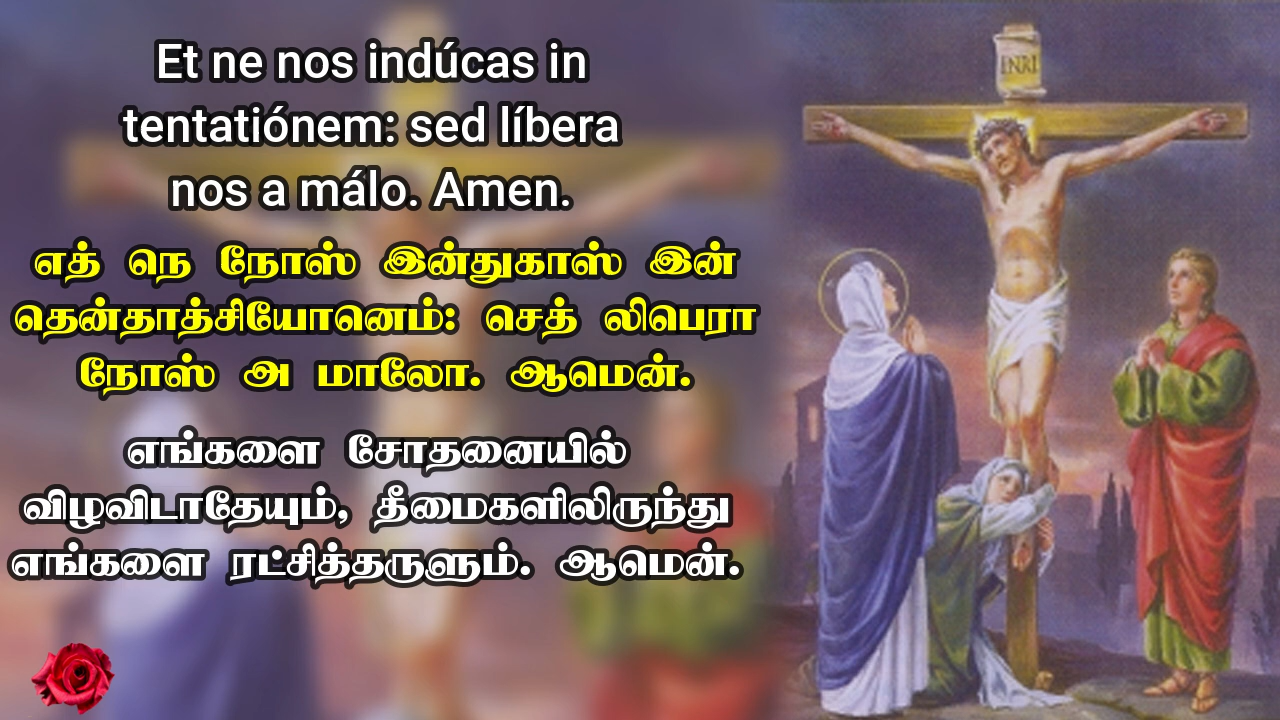 Et ne nos indúcas in
tentatiónem: sed líbera
nos a málo. Amen.
எத் நெ நோஸ் இன்துகாஸ் இன்
தென்தாத்சியோனெம்: செத் லிபெரா
நோஸ் அ மாலோ. ஆமென்.
எங்களை சோதனையில்
விழவிடாதேயும், தீமைகளிலிருந்து
எங்களை ரட்சித்தருளும். ஆமென்.
INRI